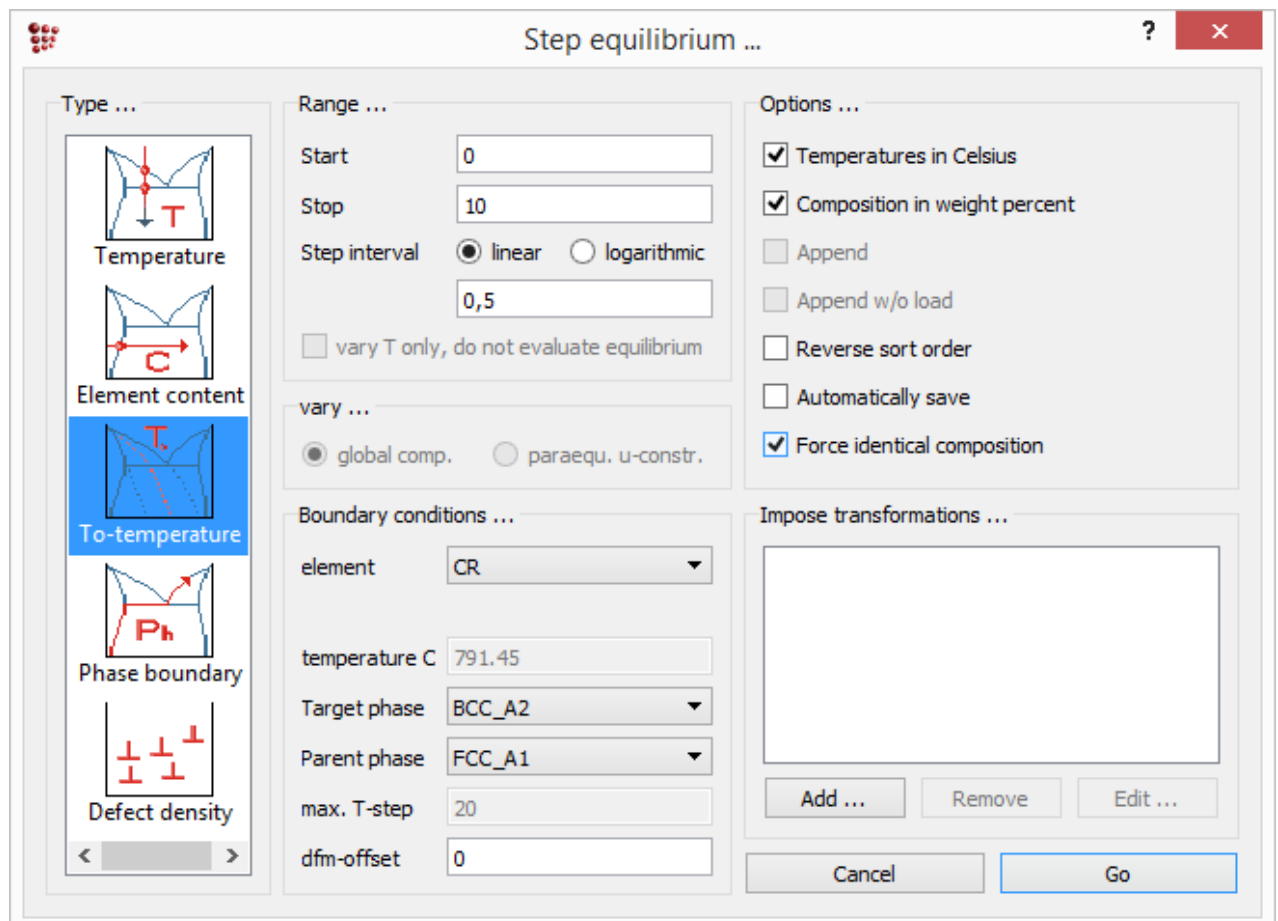 Step equilibrium ...
?
×
Type ...
T
Temperature
C
Element content
T
To-temperature
Ph
Phase boundary
Defect density
Range ...
Start 0
Stop 10
Step interval linear logarithmic
0,5
vary T only, do not evaluate equilibrium
vary ...
global comp. paraequ. u-constr.
Boundary conditions ...
element CR
temperature C 791.45
Target phase BCC_A2
Parent phase FCC_A1
max. T-step 20
dfm-offset 0
Options ...
Temperatures in Celsius
Composition in weight percent
Append
Append w/o load
Reverse sort order
Automatically save
Force identical composition
Impose transformations ...
Add ... Remove Edit ...
Cancel Go